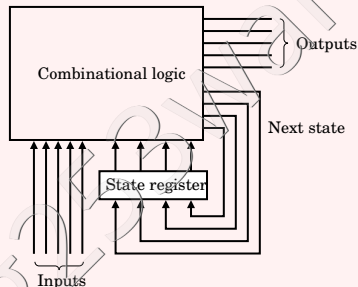 Outputs
Combinational logic
Next state
State register
Inputs